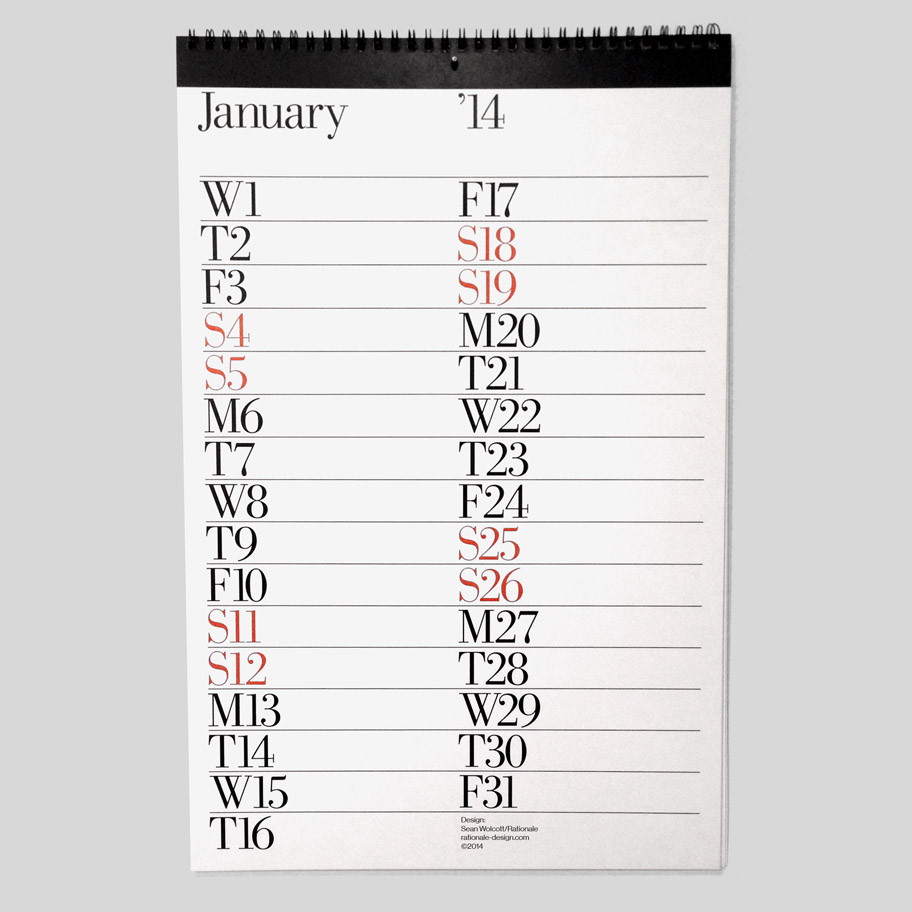 January ’14
W1
T2
F3
S4
S5
M6
T7
W8
T9
F10
S11
S12
M13
T14
W15
T16
F17
S18
S19
M20
T21
W22
T23
F24
S25
S26
M27
T28
W29
T30
F31
Design:
Sean Wolcott/Rationale
rationale-design.com
©2014